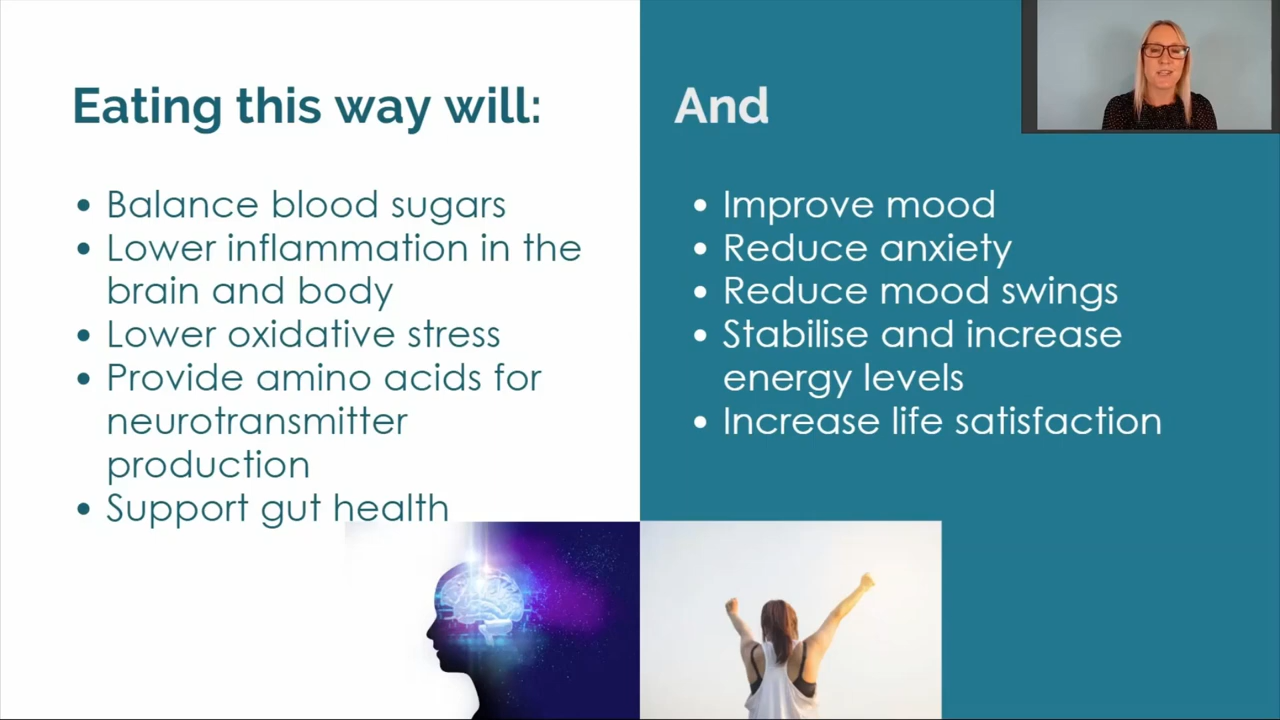 Eating this way will:
• Balance blood sugars
• Lower inflammation in the
brain and body
• Lower oxidative stress
• Provide amino acids for
neurotransmitter
production
• Support gut health
And
• Improve mood
• Reduce anxiety
• Reduce mood swings
• Stabilise and increase
energy levels
• Increase life satisfaction